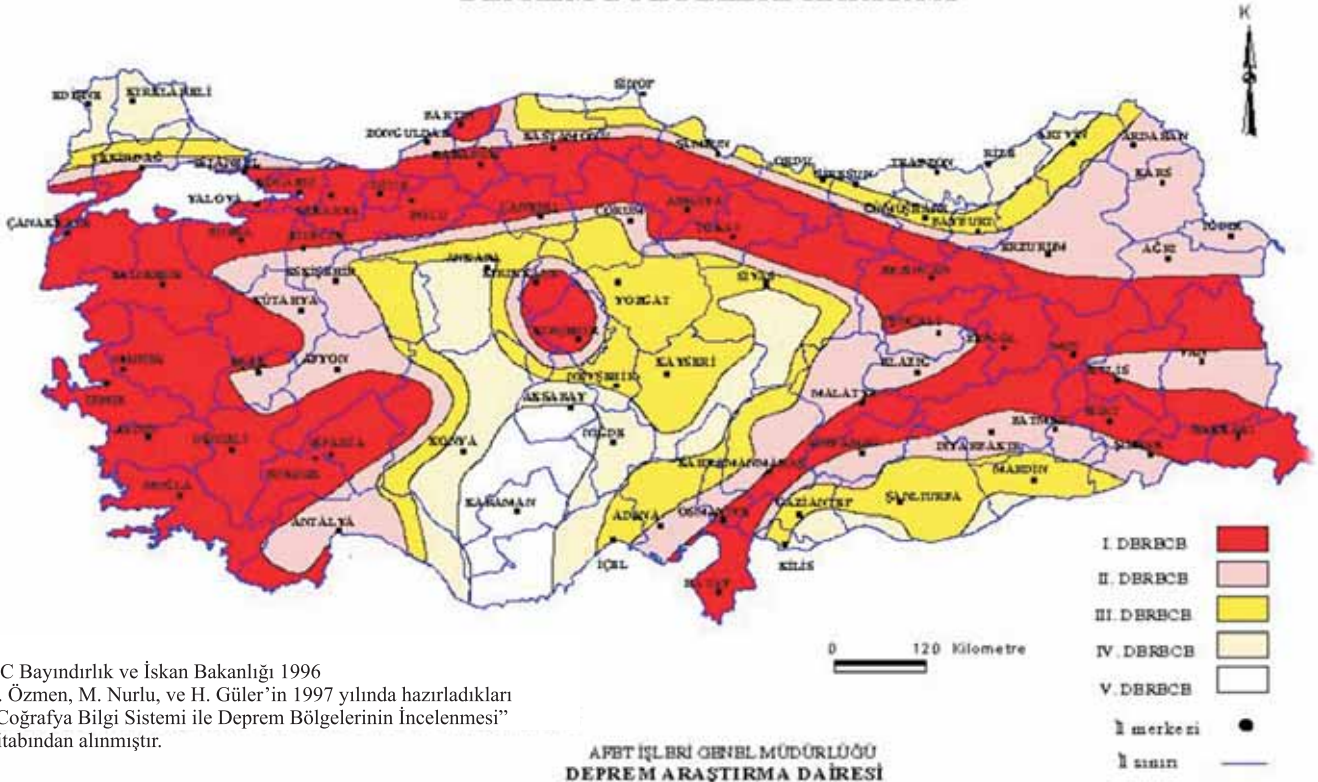 K
SİNOP
EDİRNE
KIRKLARELİ
BARTIN
ZONGULDAK
KASTAMONU
SAMSUN
ARTVİN
ARDAHAN
TEKİRDAĞ
İSTANBUL
ORDU
GİRESUN
TRABZON
RİZE
KARS
YALOVA
BOLU
ÇANKIRI
ÇORUM
AMASYA
TOKAT
GÜMÜŞHANE
BAYBURT
ÇANAKKALE
BURSA
BİLECİK
ERZURUM
AĞRI
IĞDIR
BALIKESİR
ESKİŞEHİR
ANKARA
KIRIKKALE
YOZGAT
SİVAS
ERZİNCAN
KÜTAHYA
KIRŞEHİR
TUNCELİ
BİNGÖL
MUŞ
VAN
MANİSA
UŞAK
AFYON
NEVŞEHİR
KAYSERİ
ELAZIĞ
BİTLİS
İZMİR
AKSARAY
MALATYA
AYDIN
DENİZLİ
ISPARTA
KONYA
NİĞDE
ADIYAMAN
DİYARBAKIR
BATMAN
SİİRT
ŞIRNAK
HAKKARİ
BURDUR
KAHRAMANMARAŞ
MARDİN
MUĞLA
ANTALYA
KARAMAN
ADANA
OSMANİYE
GAZİANTEP
ŞANLIURFA
İÇEL
KİLİS
HATAY
I. DBRBCB
II. DBRBCB
III. DBRBCB
IV. DBRBCB
V. DBRBCB
İl merkezi
İl sınırı
0 120 Kilometre
C Bayındırlık ve İskan Bakanlığı 1996
. Özmen, M. Nurlu, ve H. Güler’in 1997 yılında hazırladıkları
Coğrafya Bilgi Sistemi ile Deprem Bölgelerinin İncelenmesi”
itabından alınmıştır.
AFET İŞLERİ GENEL MÜDÜRLÜĞÜ
DEPREM ARAŞTIRMA DAİRESİ